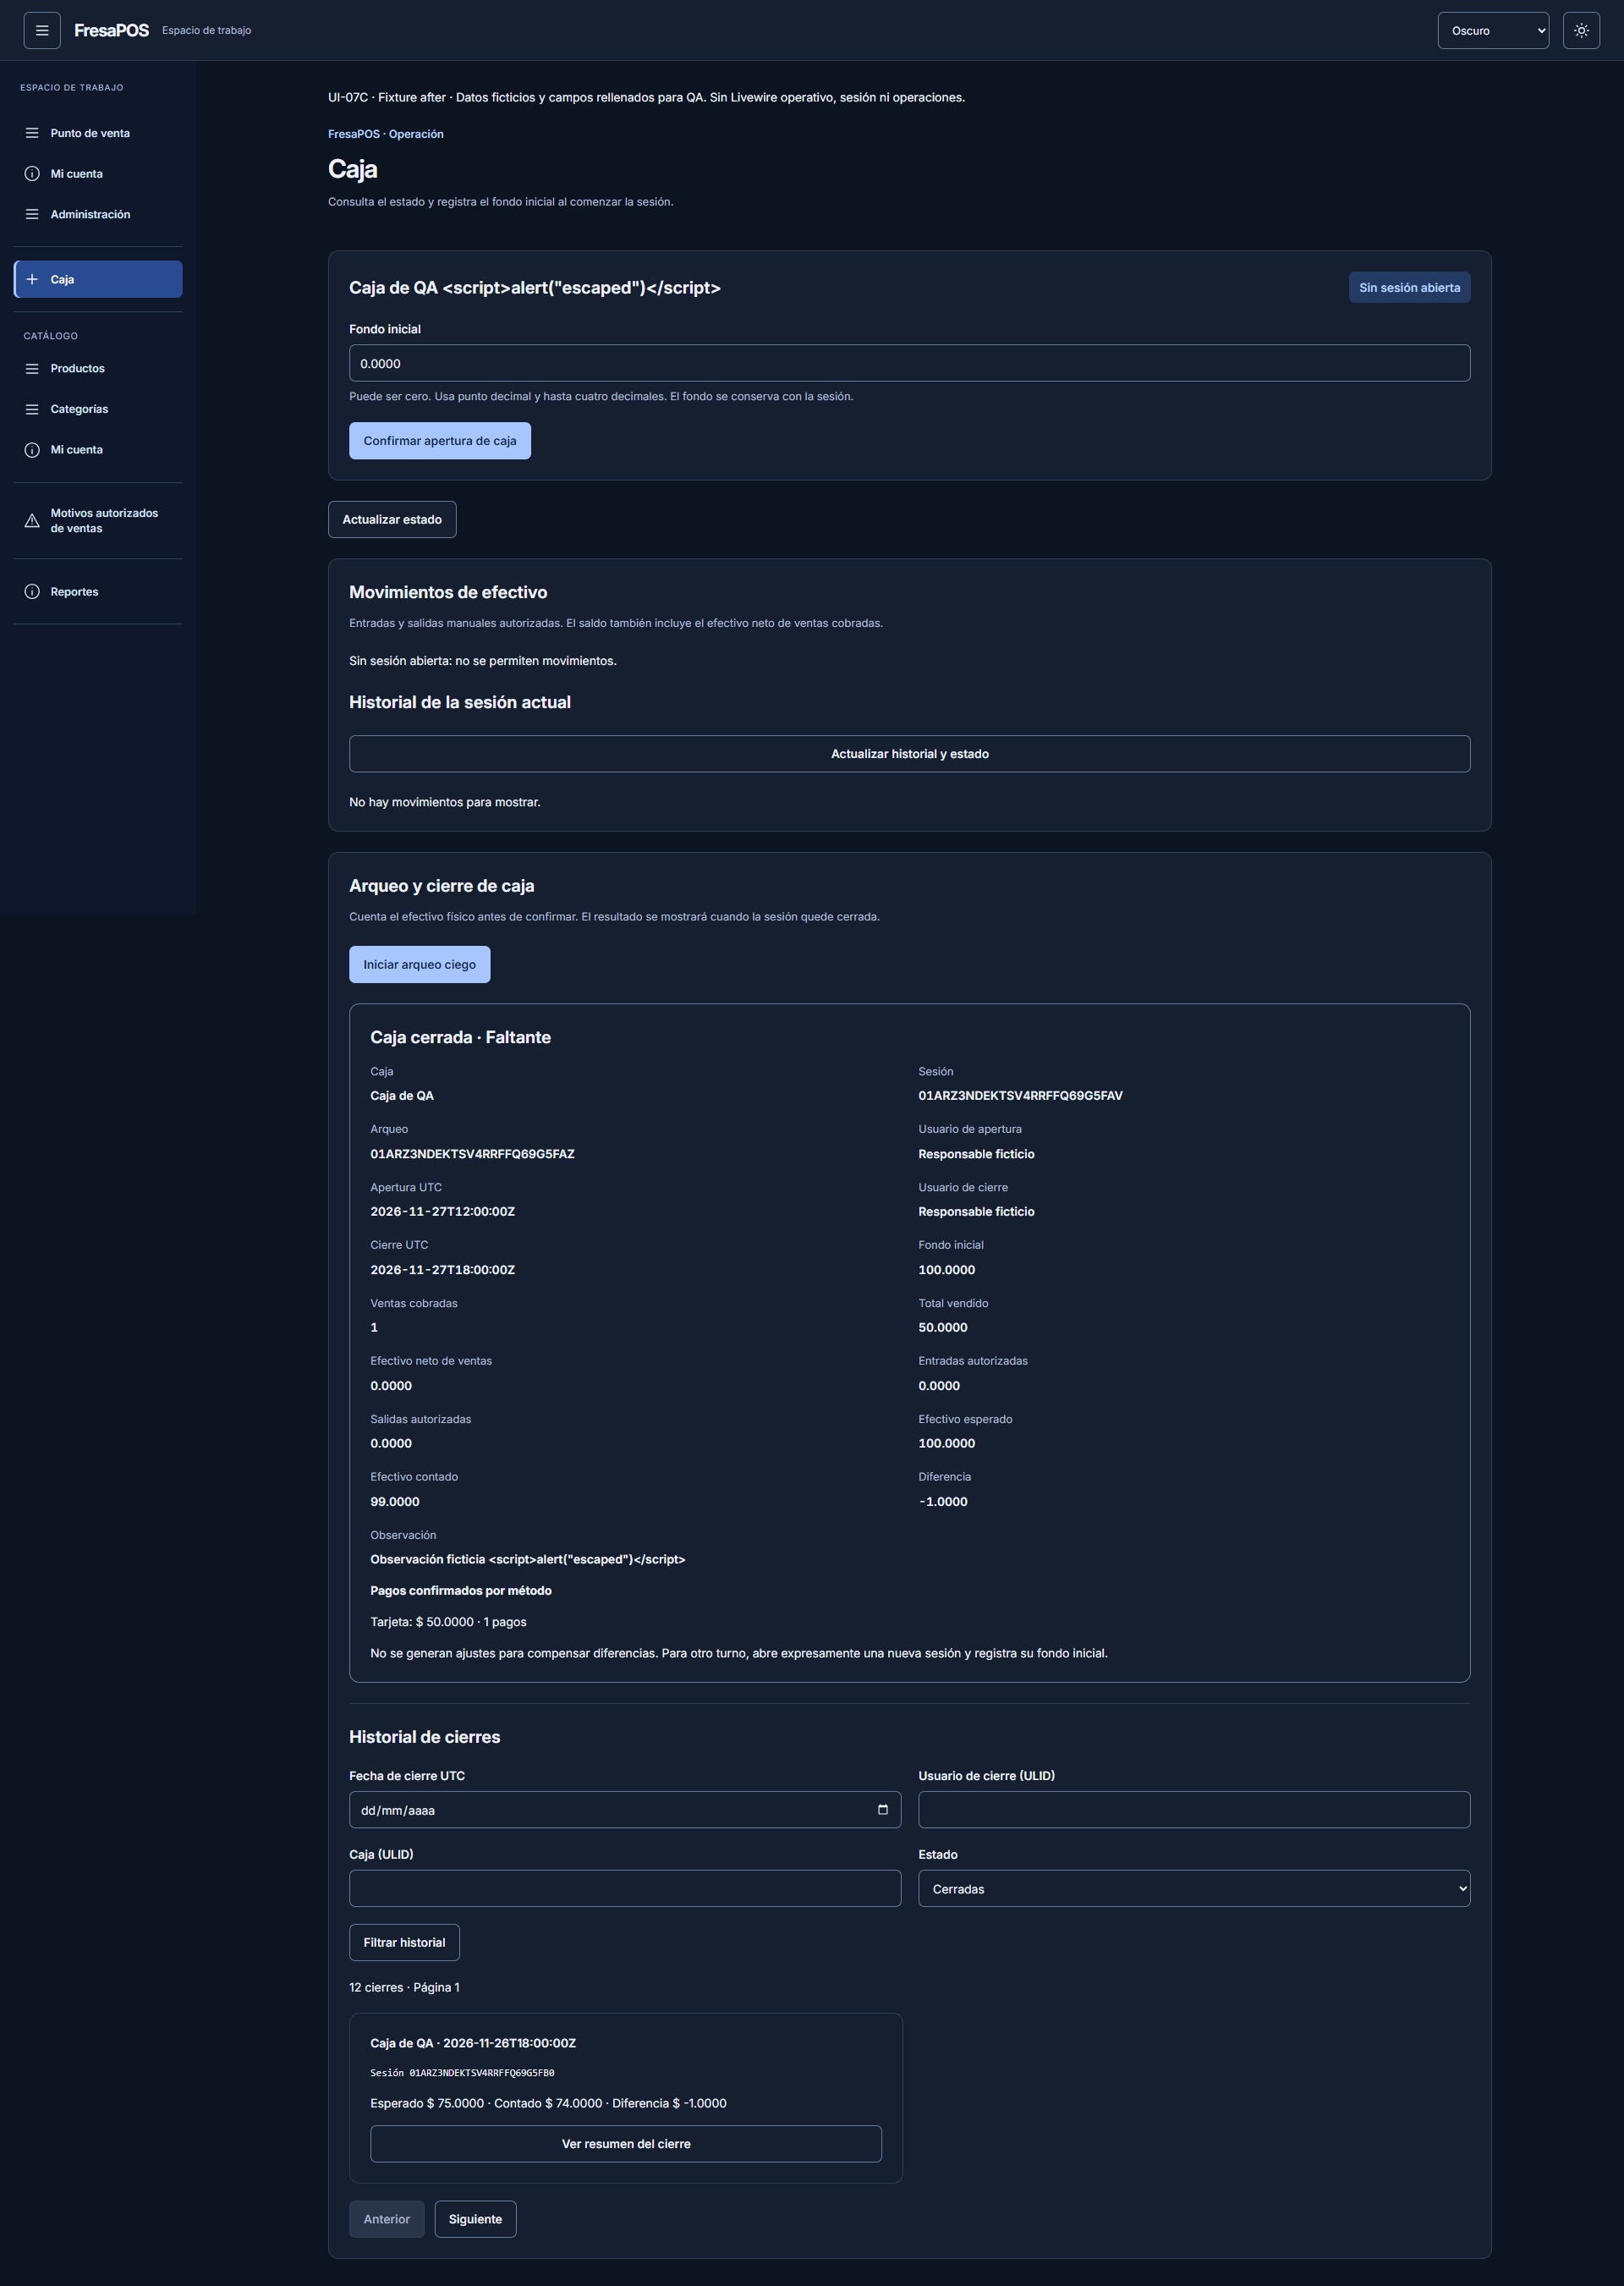 FresaPOS Espacio de trabajo Oscuro
ESPACIO DE TRABAJO
Punto de venta
Mi cuenta
Administración
Caja
CATÁLOGO
Productos
Categorías
Mi cuenta
Motivos autorizados
de ventas
Reportes
UI-07C · Fixture after · Datos ficticios y campos rellenados para QA. Sin Livewire operativo, sesión ni operaciones.
FresaPOS · Operación
Caja
Consulta el estado y registra el fondo inicial al comenzar la sesión.
Caja de QA <script>alert("escaped")</script> Sin sesión abierta
Fondo inicial
0.0000
Puede ser cero. Usa punto decimal y hasta cuatro decimales. El fondo se conserva con la sesión.
Confirmar apertura de caja
Actualizar estado
Movimientos de efectivo
Entradas y salidas manuales autorizadas. El saldo también incluye el efectivo neto de ventas cobradas.
Sin sesión abierta: no se permiten movimientos.
Historial de la sesión actual
Actualizar historial y estado
No hay movimientos para mostrar.
Arqueo y cierre de caja
Cuenta el efectivo físico antes de confirmar. El resultado se mostrará cuando la sesión quede cerrada.
Iniciar arqueo ciego
Caja cerrada · Faltante
Caja Sesión
Caja de QA 01ARZ3NDEKTSV4RRFFQ69G5FAV
Arqueo Usuario de apertura
01ARZ3NDEKTSV4RRFFQ69G5FAZ Responsable ficticio
Apertura UTC Usuario de cierre
2026-11-27T12:00:00Z Responsable ficticio
Cierre UTC Fondo inicial
2026-11-27T18:00:00Z 100.0000
Ventas cobradas Total vendido
1 50.0000
Efectivo neto de ventas Entradas autorizadas
0.0000 0.0000
Salidas autorizadas Efectivo esperado
0.0000 100.0000
Efectivo contado Diferencia
99.0000 -1.0000
Observación
Observación ficticia <script>alert("escaped")</script>
Pagos confirmados por método
Tarjeta: $ 50.0000 · 1 pagos
No se generan ajustes para compensar diferencias. Para otro turno, abre expresamente una nueva sesión y registra su fondo inicial.
Historial de cierres
Fecha de cierre UTC Usuario de cierre (ULID)
dd/mm/aaaa
Caja (ULID) Estado
Cerradas
Filtrar historial
12 cierres · Página 1
Caja de QA · 2026-11-26T18:00:00Z
Sesión 01ARZ3NDEKTSV4RRFFQ69G5FB0
Esperado $ 75.0000 · Contado $ 74.0000 · Diferencia $ -1.0000
Ver resumen del cierre
Anterior Siguiente